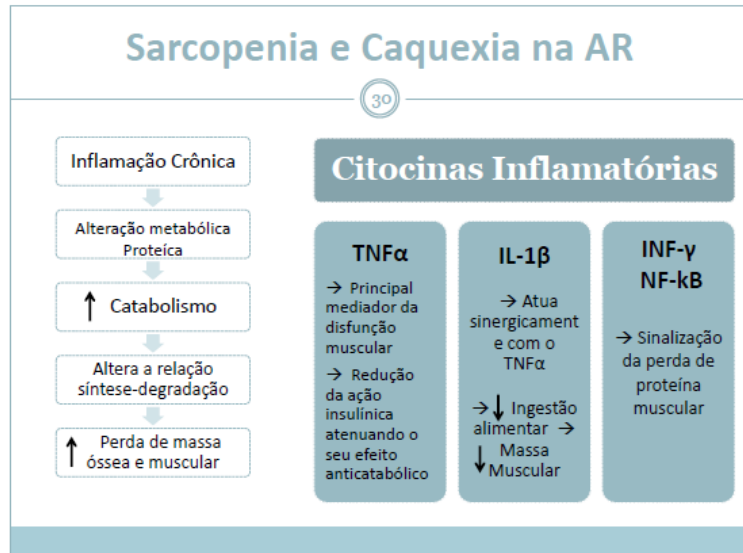 Sarcopenia e Caquexia na AR
30
Inflamação Crônica
Alteração metabólica
Proteíca
↑ Catabolismo
Altera a relação
síntese-degradação
↑ Perda de massa
óssea e muscular
Citocinas Inflamatórias
TNFα
→ Principal
mediador da
disfunção
muscular
→ Redução
da ação
insulínica
atenuando o
seu efeito
anticatabólico
IL-1β
→ Atua
sinergicament
e com o
TNFα
→↓ Ingestão
alimentar →
↓ Massa
Muscular
INF-γ
NF-kB
→ Sinalização
da perda de
proteína
muscular